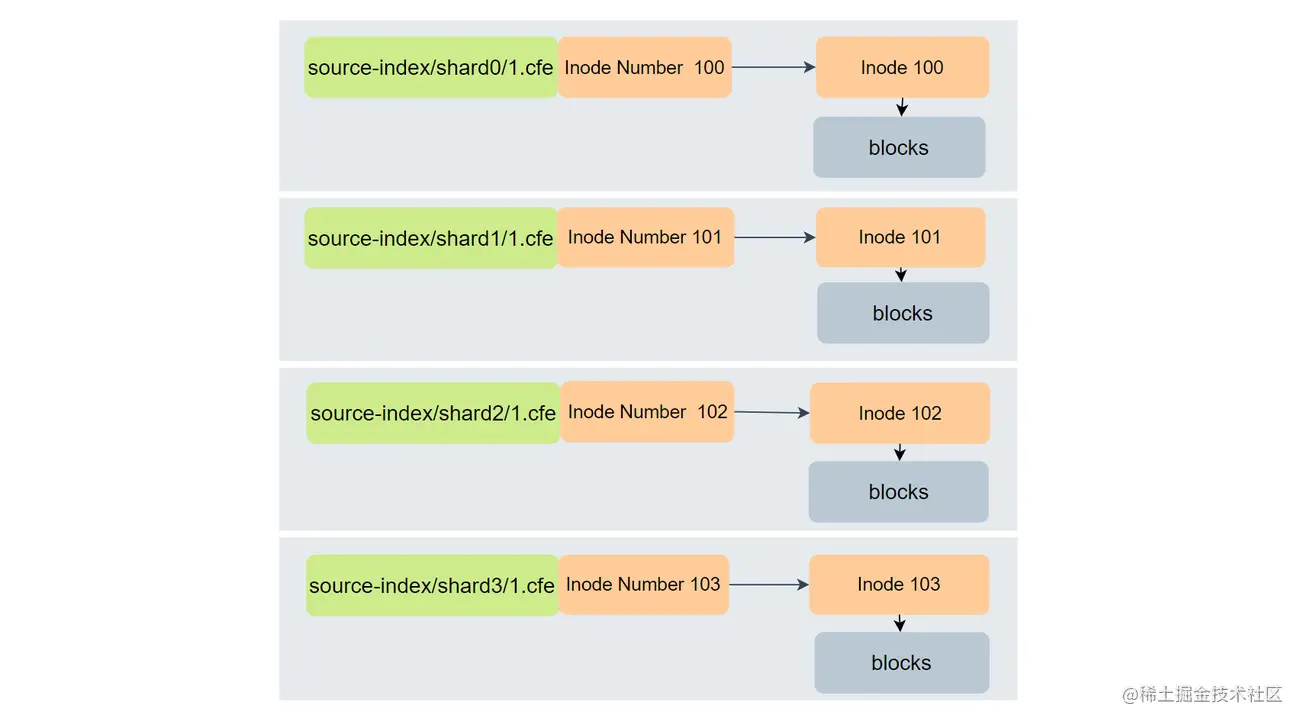 source-index/shard0/1.cfe
Inode Number 100
Inode 100
blocks
source-index/shard1/1.cfe
Inode Number 101
Inode 101
blocks
source-index/shard2/1.cfe
Inode Number 102
Inode 102
blocks
source-index/shard3/1.cfe
Inode Number 103
Inode 103
blocks
@稀土掘金技术社区